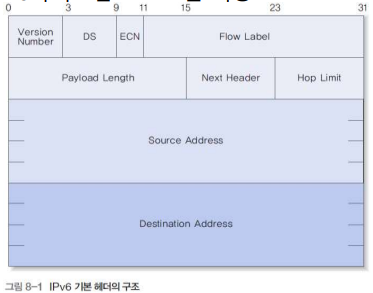 0 3 9 11 15 23 31
Version Number DS ECN Flow Label
Payload Length Next Header Hop Limit
Source Address
Destination Address
그림 8-1 IPv6 기본 헤더의 구조